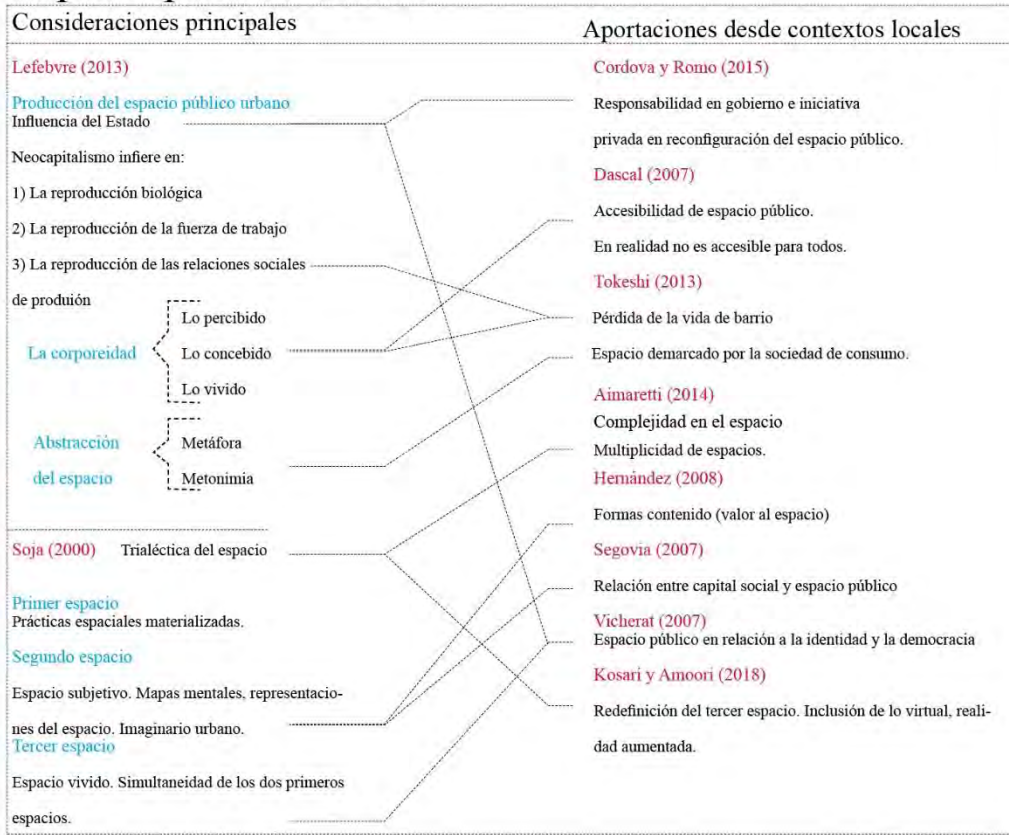 Consideraciones principales
Lefebvre (2013)
Producción del espacio público urbano
Influencia del Estado
Neocapitalismo infiere en:
1) La reproducción biológica
2) La reproducción de la fuerza de trabajo
3) La reproducción de las relaciones sociales
de produión
La corporeidad
Lo percibido
Lo concebido
Lo vivido
Abstracción
del espacio
Metáfora
Metonimia
Soja (2000) Trialéctica del espacio
Primer espacio
Prácticas espaciales materializadas.
Segundo espacio
Espacio subjetivo. Mapas mentales, representacio-
nes del espacio. Imaginario urbano.
Tercer espacio
Espacio vivido. Simultaneidad de los dos primeros
espacios.
Aportaciones desde contextos locales
Cordova y Romo (2015)
Responsabilidad en gobierno e iniciativa
privada en reconfiguración del espacio público.
Dascal (2007)
Accesibilidad de espacio público.
En realidad no es accesible para todos.
Tokeshi (2013)
Pérdida de la vida de barrio
Espacio demarcado por la sociedad de consumo.
Aimaretti (2014)
Complejidad en el espacio
Multiplicidad de espacios.
Hernández (2008)
Formas contenido (valor al espacio)
Segovia (2007)
Relación entre capital social y espacio público
Vicherat (2007)
Espacio público en relación a la identidad y la democracia
Kosari y Amoori (2018)
Redefinición del tercer espacio. Inclusión de lo virtual, reali-
dad aumentada.